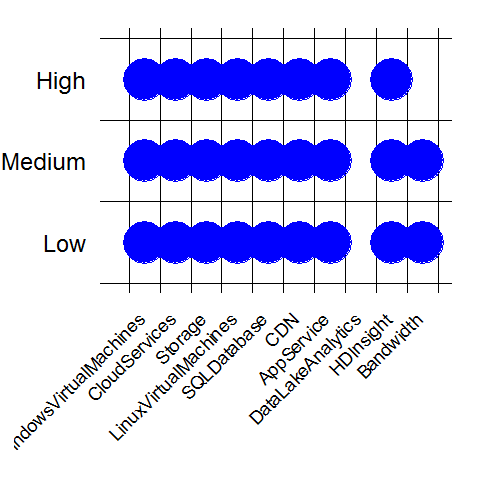 High
Medium
Low
ndowsVirtualMachines
CloudServices
Storage
LinuxVirtualMachines
SQLDatabase
CDN
AppService
DataLakeAnalytics
HDInsight
Bandwidth